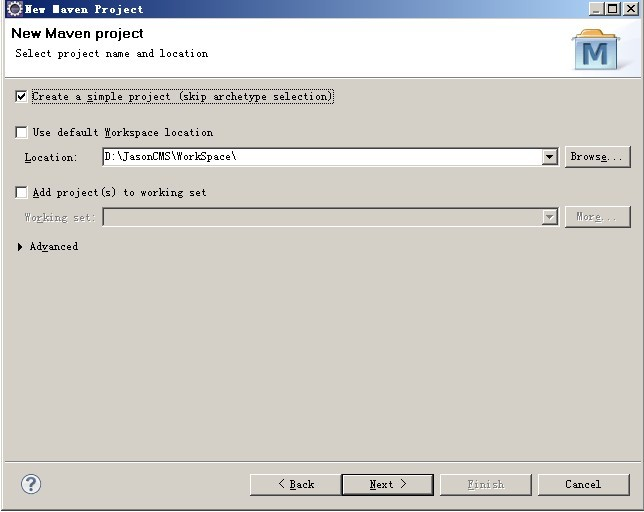 New Maven Project
New Maven project
Select project name and location
M
Create a simple project (skip archetype selection)
Use default Workspace location
Location: D:\JasonCMS\WorkSpace\ Browse...
Add project(s) to working set
Working set: More...
Advanced
? < Back Next > Finish Cancel